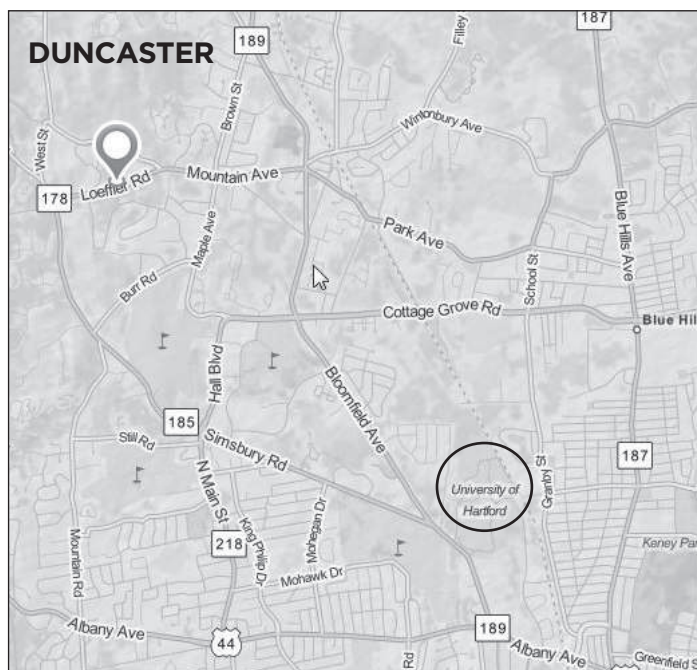 DUNCASTER
189
187
Filley
Brown St
West St
Wintonbury Ave
Mountain Ave
Loeffler Rd
178
Park Ave
Blue Hills Ave
Maple Ave
School St
Burr Rd
Cottage Grove Rd
Blue Hil
Hall Blvd
Bloomfield Ave
185
Still Rd
Simsbury Rd
187
Granby St
University of
Hartford
N Main St
King Philip Dr
Mohegan Dr
Mountain Rd
218
Keney Par
Mohawk Dr
Albany Ave
44
189
Albany Ave
Rd
Greenfield S